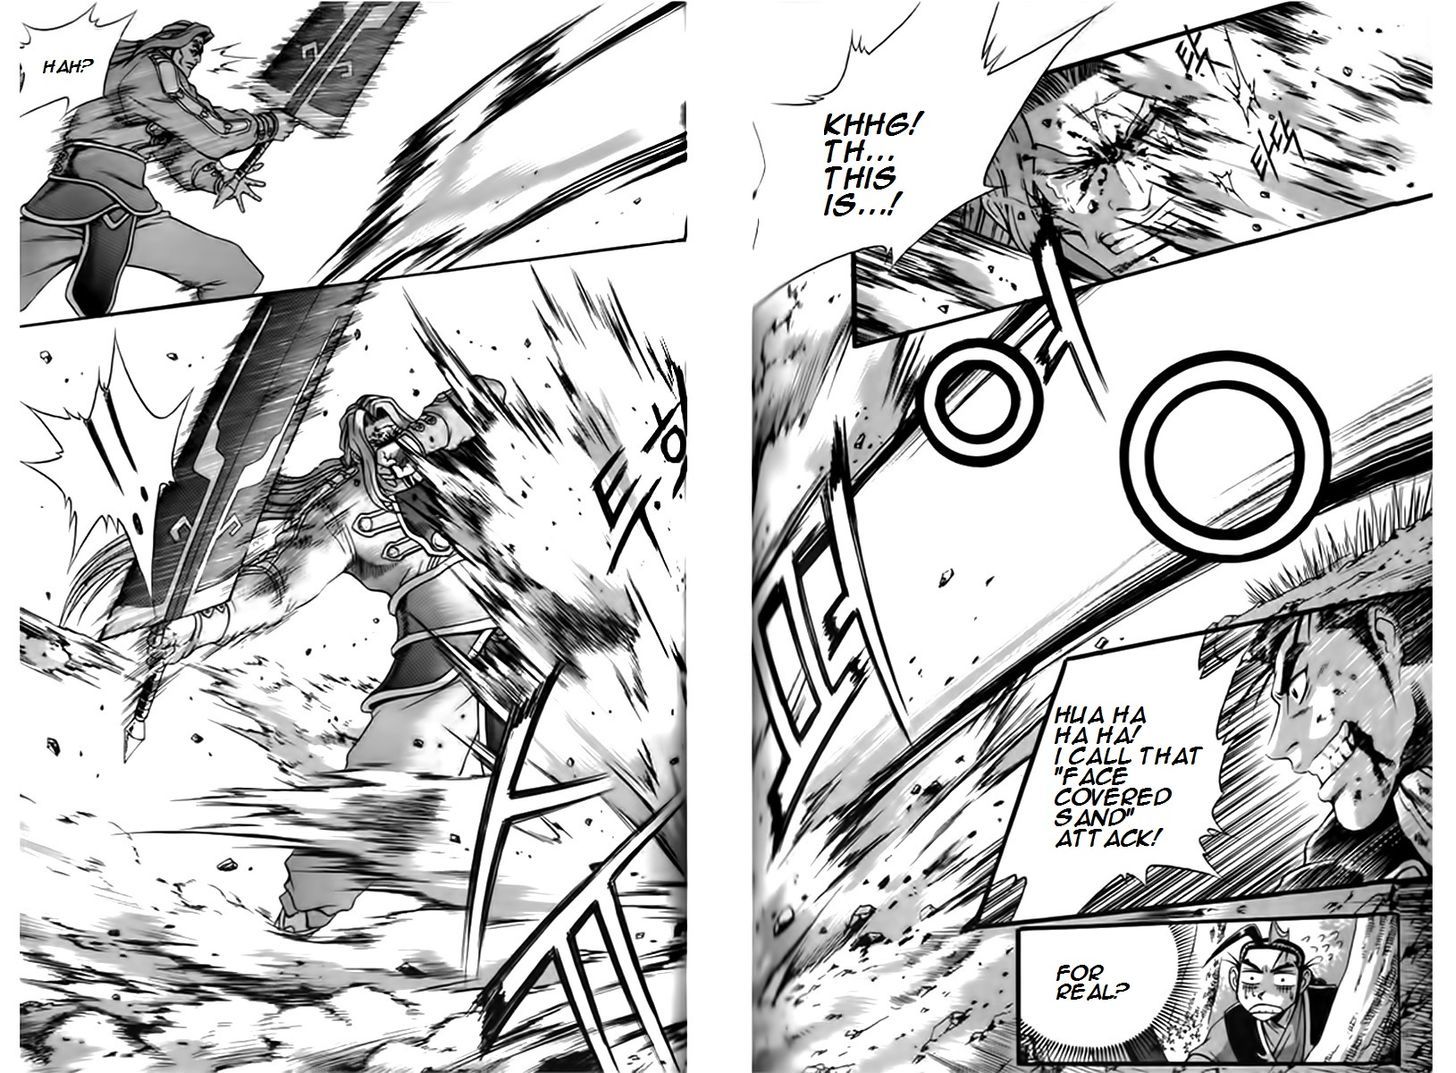 HAH?
KHHG!
TH...
THIS
IS...!
HUA HA
HA HA!
I CALL THAT
"FACE
COVERED
SAND"
ATTACK!
FOR
REAL?